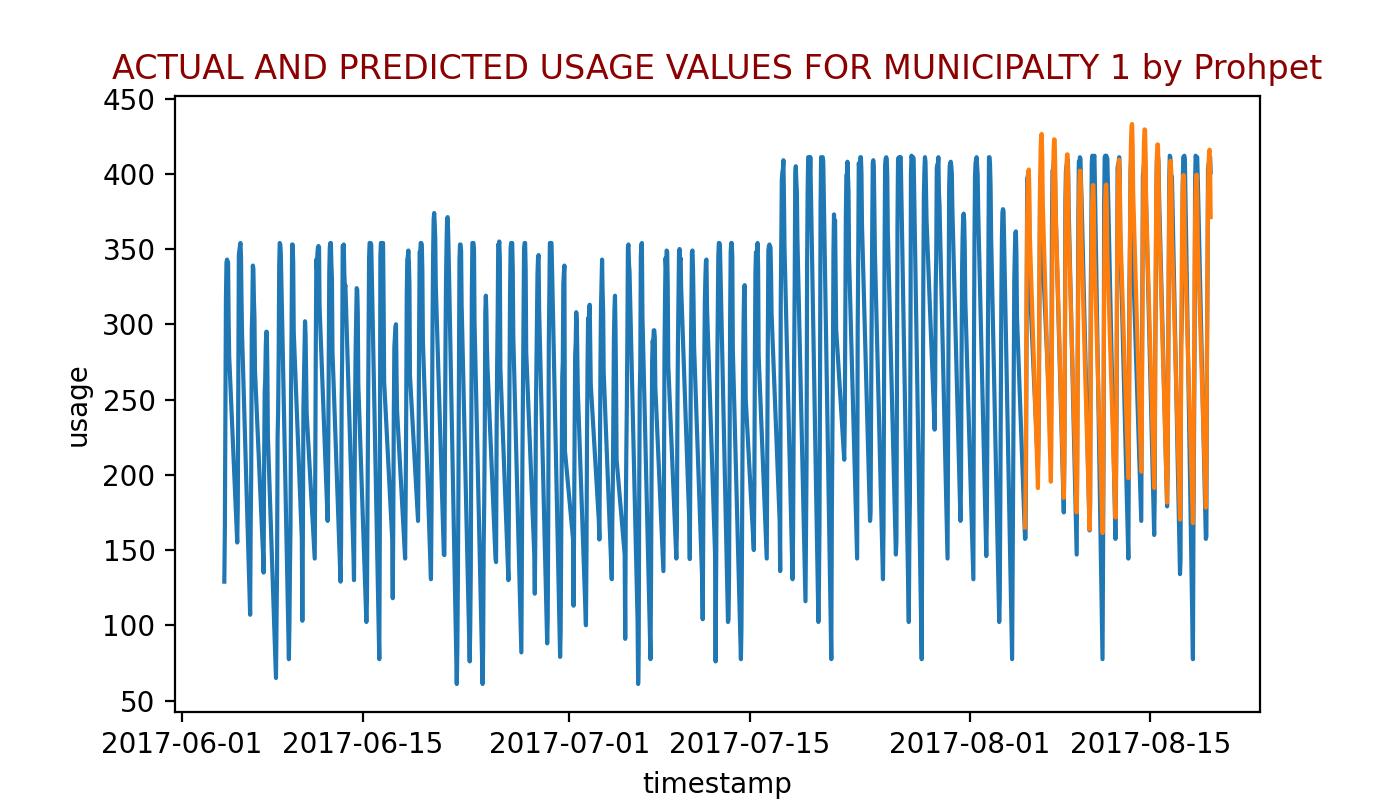 ACTUAL AND PREDICTED USAGE VALUES FOR MUNICIPALTY 1 by Prohpet
450
400
350
300
250
200
150
100
50
usage
2017-06-01 2017-06-15 2017-07-01 2017-07-15 2017-08-01 2017-08-15
timestamp